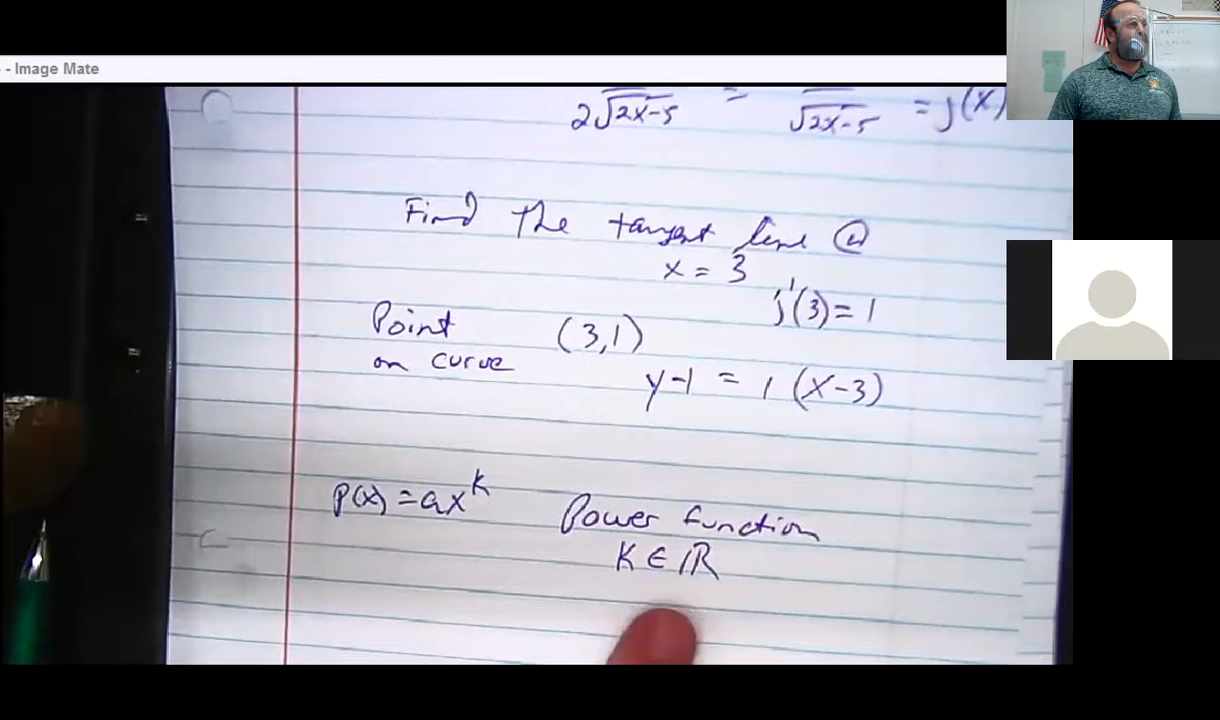 - Image Mate
2√(2x-5) = √(2x-5) = j'(x)
Find the tangent line @
x = 3
j'(3) = 1
Point (3,1)
on curve
y-1 = 1 (x-3)
P(x) = ax^k Power function
K ∈ ℝ